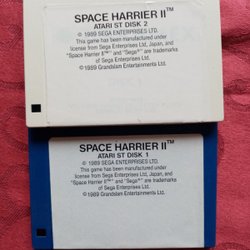 SPACE HARRIER II™
ATARI ST DISK 2
© 1989 SEGA ENTERPRISES LTD.
This game has been manufactured under
license from Sega Enterprises Ltd, Japan, and
"Space Harrier II™" and "Sega®" are trademarks
of Sega Enterprises Ltd.
©1989 Grandslam Entertainments Ltd.
SPACE HARRIER II™
ATARI ST DISK 1
© 1989 SEGA ENTERPRISES LTD.
This game has been manufactured under
license from Sega Enterprises Ltd, Japan, and
"Space Harrier II™" and "Sega®" are trademarks
of Sega Enterprises Ltd.
©1989 Grandslam Entertainments Ltd.